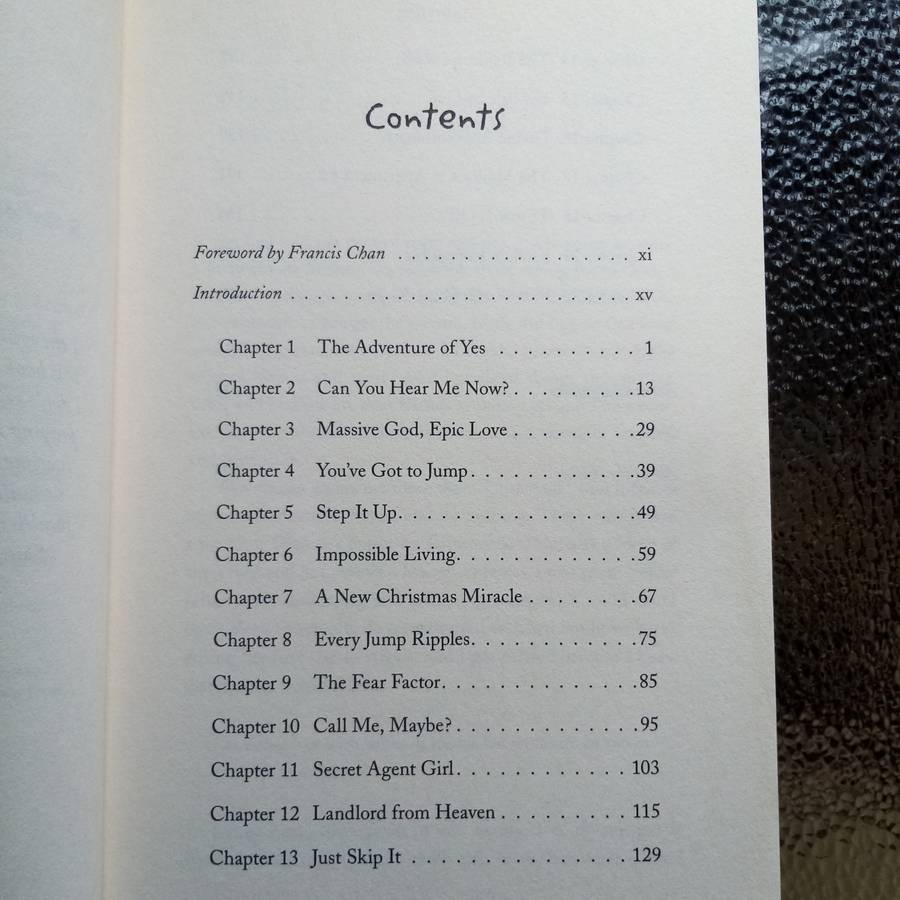 Contents
Foreword by Francis Chan . . . . . . . . . . . . . . . . . . xi
Introduction . . . . . . . . . . . . . . . . . . . . . . . . . . xv
Chapter 1 The Adventure of Yes . . . . . . . . . . 1
Chapter 2 Can You Hear Me Now? . . . . . . . . . 13
Chapter 3 Massive God, Epic Love . . . . . . . . . 29
Chapter 4 You've Got to Jump . . . . . . . . . . . . 39
Chapter 5 Step It Up. . . . . . . . . . . . . . . . . . 49
Chapter 6 Impossible Living. . . . . . . . . . . . . 59
Chapter 7 A New Christmas Miracle . . . . . . . . 67
Chapter 8 Every Jump Ripples. . . . . . . . . . . . 75
Chapter 9 The Fear Factor. . . . . . . . . . . . . . 85
Chapter 10 Call Me, Maybe? . . . . . . . . . . . . . 95
Chapter 11 Secret Agent Girl. . . . . . . . . . . . 103
Chapter 12 Landlord from Heaven . . . . . . . . . 115
Chapter 13 Just Skip It . . . . . . . . . . . . . . . 129